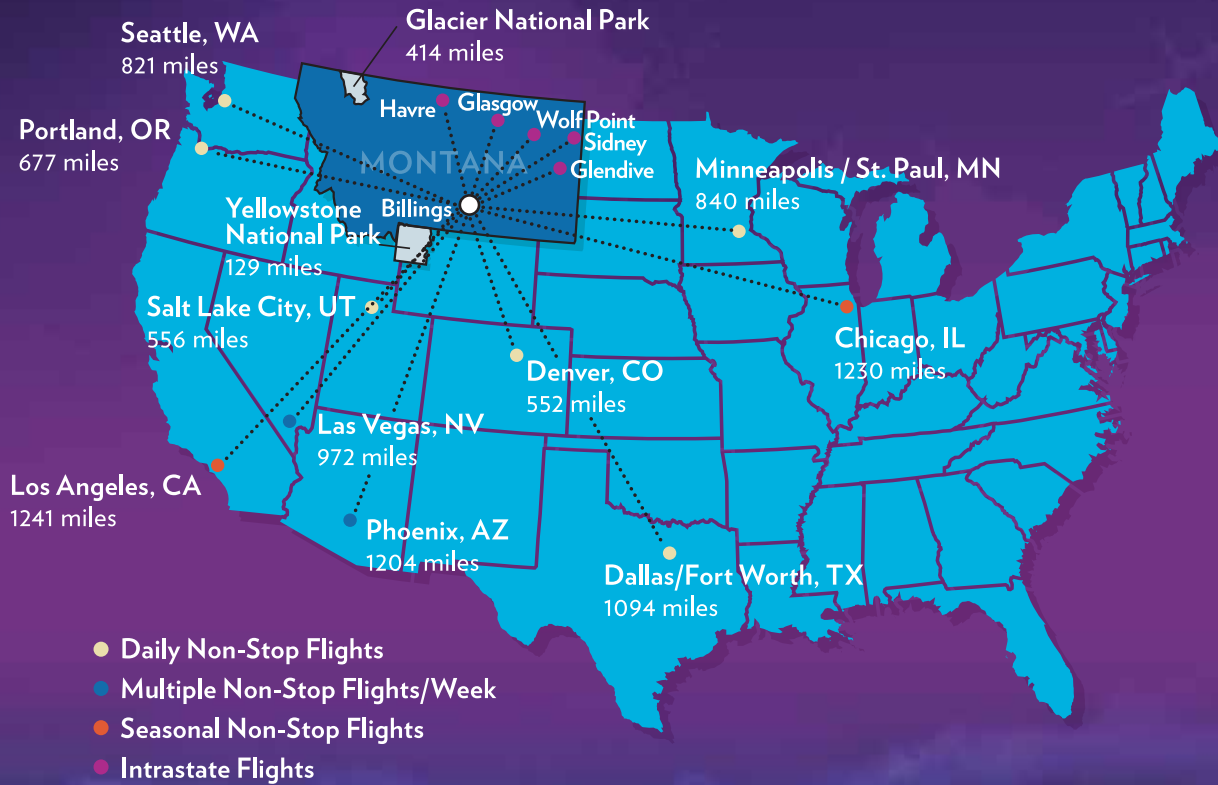 Glacier National Park
414 miles
Seattle, WA
821 miles
Havre
Glasgow
Wolf Point
Sidney
Glendive
Portland, OR
677 miles
MONTANA
Minneapolis / St. Paul, MN
840 miles
Billings
Yellowstone
National Park
129 miles
Salt Lake City, UT
556 miles
Chicago, IL
1230 miles
Denver, CO
552 miles
Las Vegas, NV
972 miles
Los Angeles, CA
1241 miles
Phoenix, AZ
1204 miles
Dallas/Fort Worth, TX
1094 miles
Daily Non-Stop Flights
Multiple Non-Stop Flights/Week
Seasonal Non-Stop Flights
Intrastate Flights